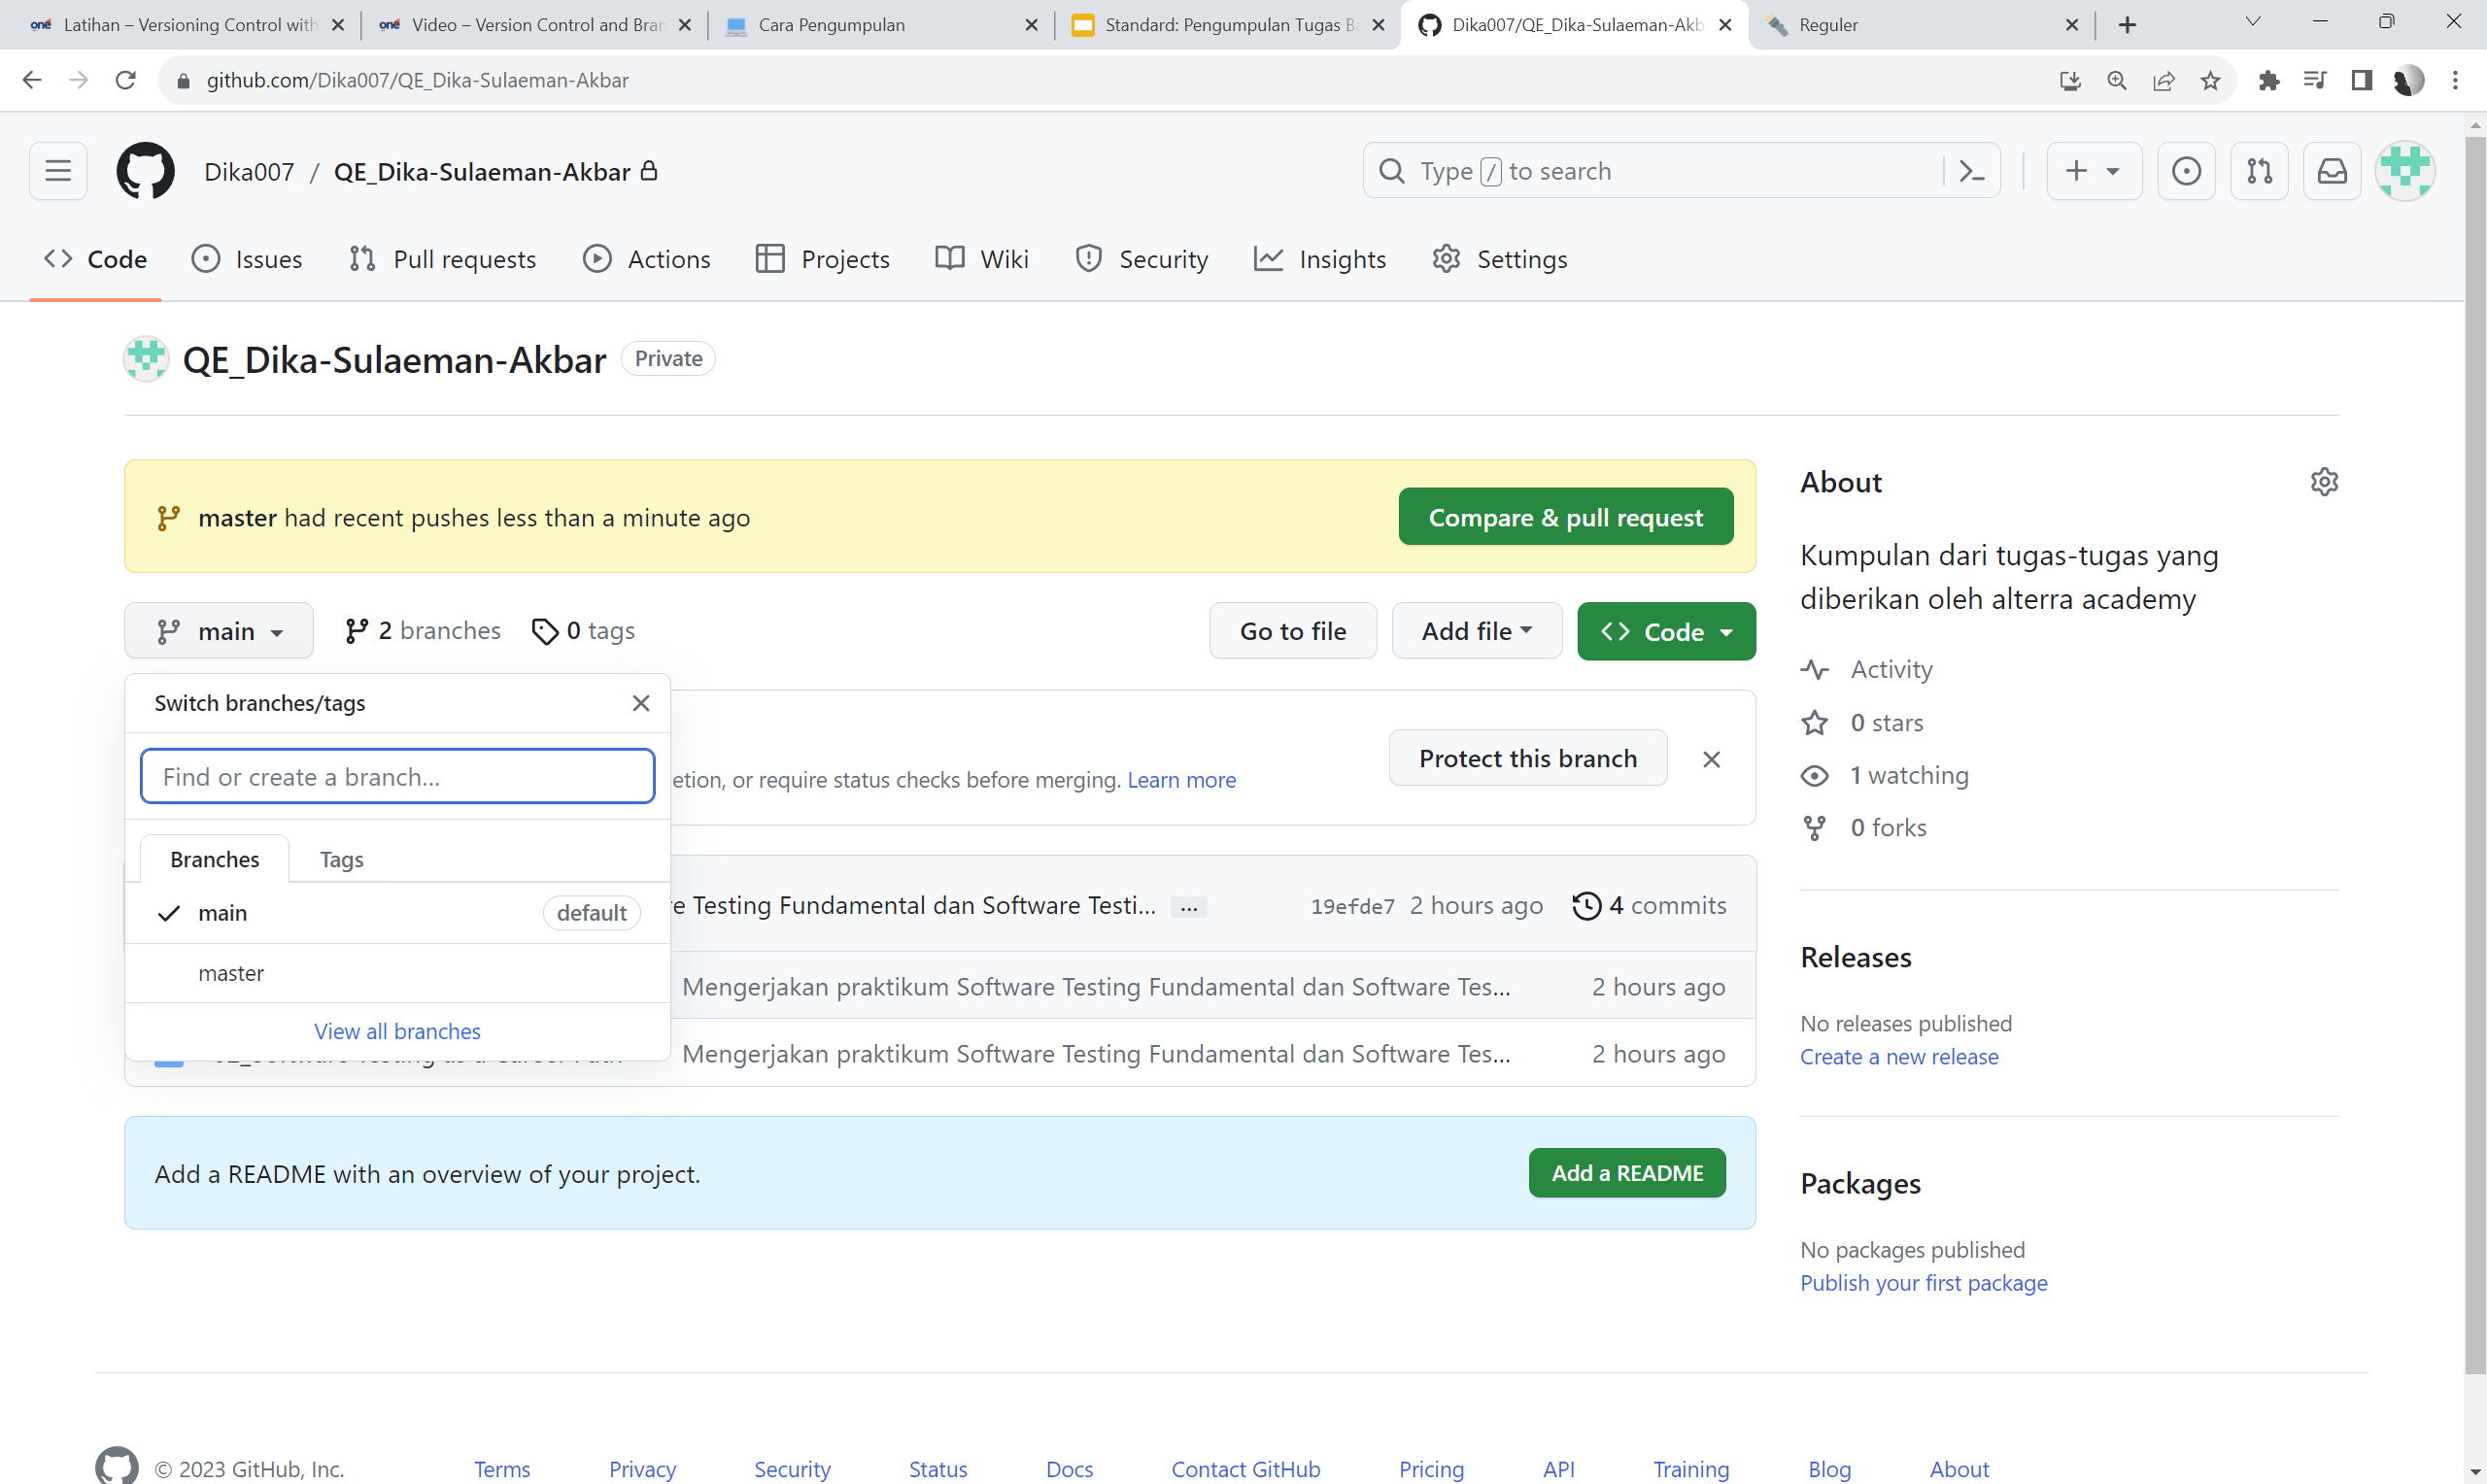 Latihan – Versioning Control with
Video – Version Control and Bran
Cara Pengumpulan
Standard: Pengumpulan Tugas Ba
Dika007/QE_Dika-Sulaeman-Akb
Reguler
github.com/Dika007/QE_Dika-Sulaeman-Akbar
Dika007 / QE_Dika-Sulaeman-Akbar
Type / to search
Code
Issues
Pull requests
Actions
Projects
Wiki
Security
Insights
Settings
QE_Dika-Sulaeman-Akbar Private
master had recent pushes less than a minute ago
Compare & pull request
main
2 branches
0 tags
Go to file
Add file
Code
Switch branches/tags
Find or create a branch...
Branches
Tags
main
default
master
View all branches
etion, or require status checks before merging. Learn more
Protect this branch
e Testing Fundamental dan Software Testi... ...
19efde7 2 hours ago
4 commits
Mengerjakan praktikum Software Testing Fundamental dan Software Tes...
2 hours ago
Mengerjakan praktikum Software Testing Fundamental dan Software Tes...
2 hours ago
Add a README with an overview of your project.
Add a README
About
Kumpulan dari tugas-tugas yang
diberikan oleh alterra academy
Activity
0 stars
1 watching
0 forks
Releases
No releases published
Create a new release
Packages
No packages published
Publish your first package
© 2023 GitHub, Inc.
Terms
Privacy
Security
Status
Docs
Contact GitHub
Pricing
API
Training
Blog
About